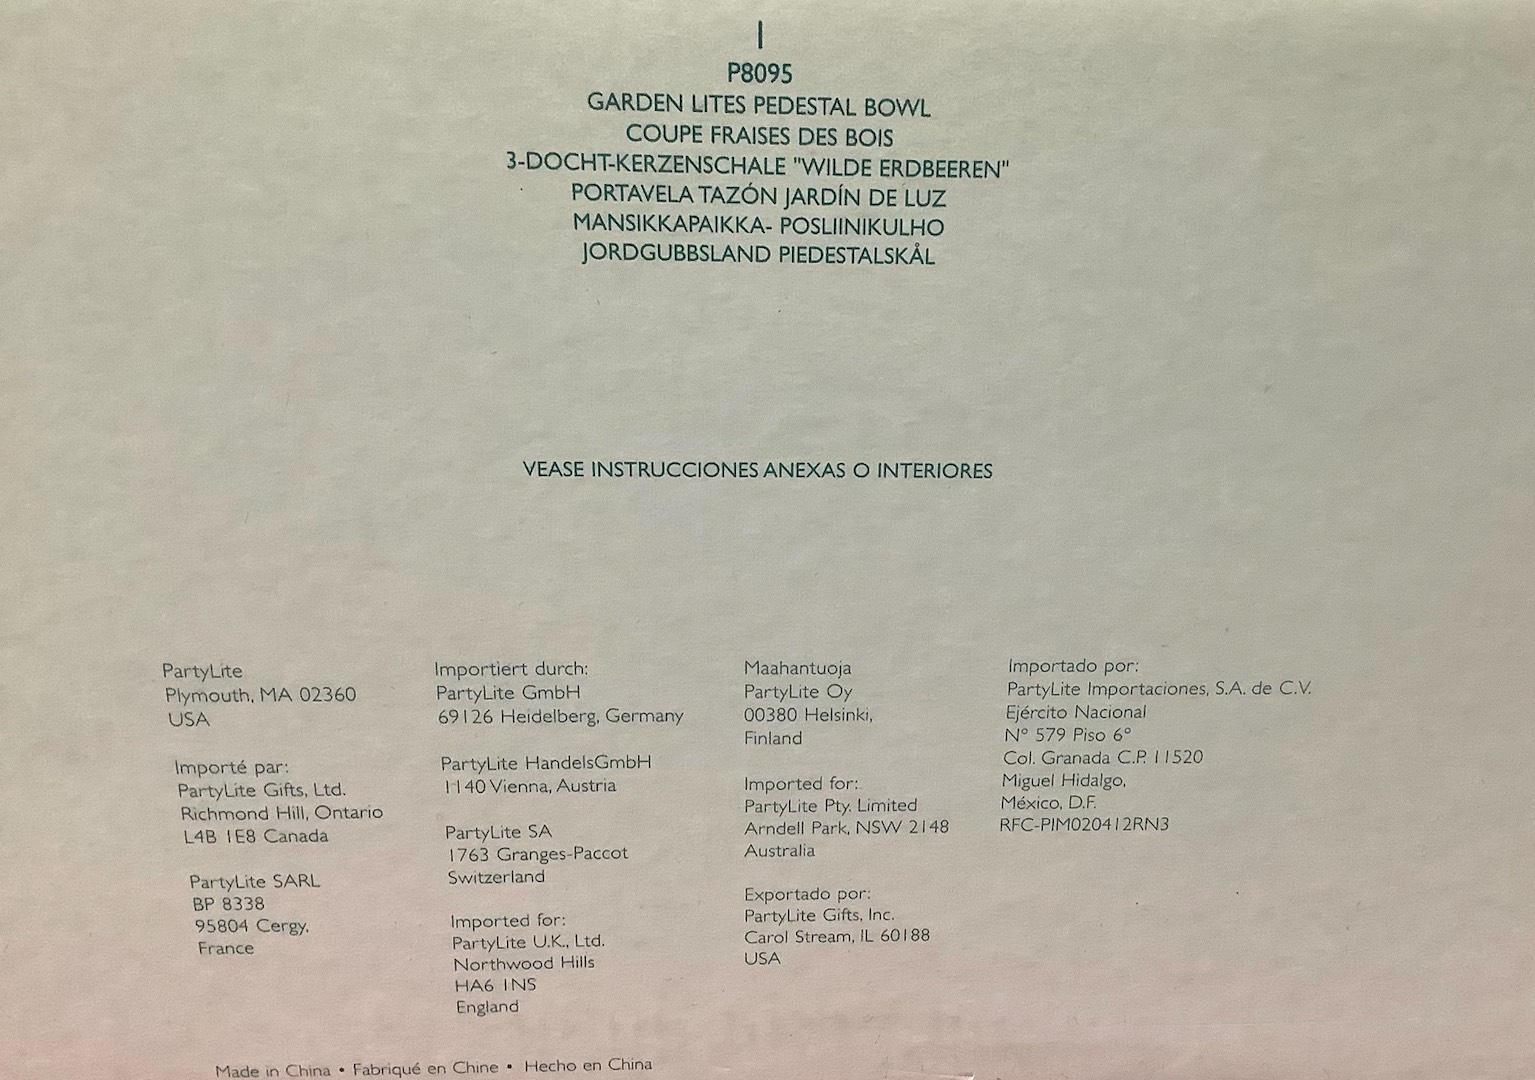 I
P8095
GARDEN LITES PEDESTAL BOWL
COUPE FRAISES DES BOIS
3-DOCHT-KERZENSCHALE "WILDE ERDBEEREN"
PORTAVELA TAZÓN JARDÍN DE LUZ
MANSIKKAPAIKKA- POSLIINIKULHO
JORDGUBBSLAND PIEDESTALSKÅL
VEASE INSTRUCCIONES ANEXAS O INTERIORES
PartyLite
Plymouth, MA 02360
USA
Importé par:
PartyLite Gifts, Ltd.
Richmond Hill, Ontario
L4B 1E8 Canada
PartyLite SARL
BP 8338
95804 Cergy,
France
Importiert durch:
PartyLite GmbH
69126 Heidelberg, Germany
PartyLite HandelsGmbH
1140 Vienna, Austria
PartyLite SA
1763 Granges-Paccot
Switzerland
Imported for:
PartyLite U.K., Ltd.
Northwood Hills
HA6 1NS
England
Maahantuoja
PartyLite Oy
00380 Helsinki,
Finland
Imported for:
PartyLite Pty. Limited
Arndell Park, NSW 2148
Australia
Exportado por:
PartyLite Gifts, Inc.
Carol Stream, IL 60188
USA
Importado por:
PartyLite Importaciones, S.A. de C.V.
Ejército Nacional
N° 579 Piso 6°
Col. Granada C.P. 11520
Miguel Hidalgo,
México, D.F.
RFC-PIM020412RN3
Made in China • Fabriqué en Chine • Hecho en China